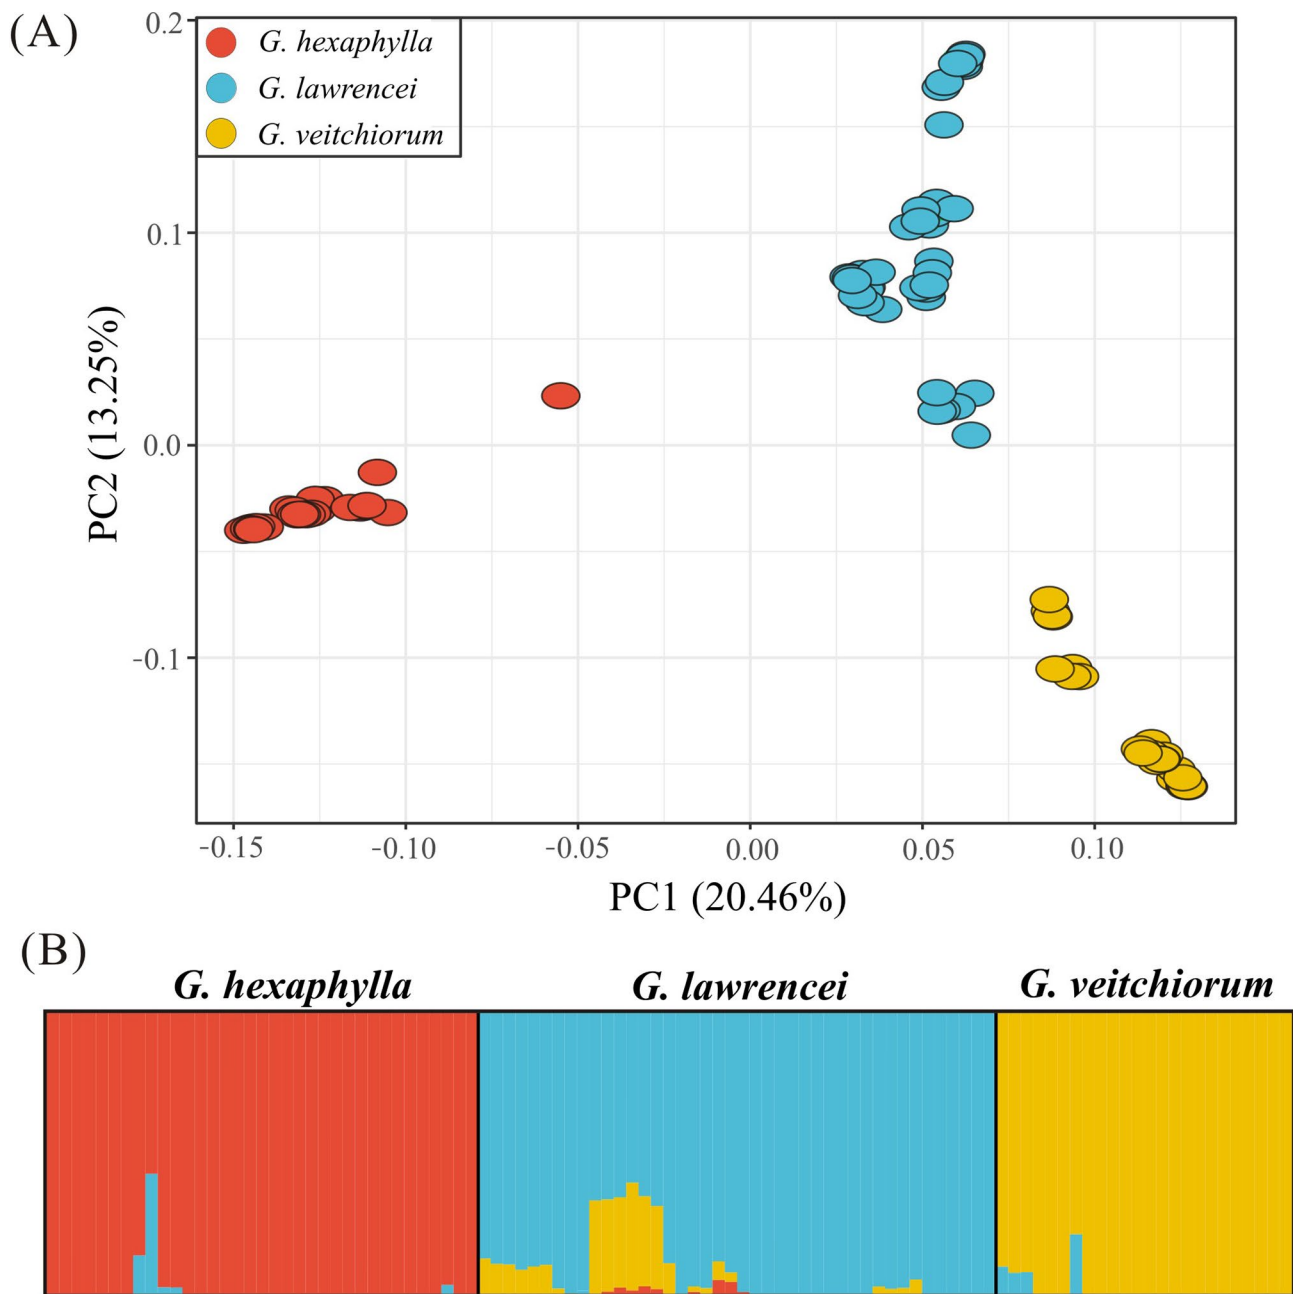 (A)
G. hexaphylla
G. lawrencei
G. veitchiorum
0.2
0.1
0.0
-0.1
PC2 (13.25%)
-0.15 -0.10 -0.05 0.00 0.05 0.10
PC1 (20.46%)
(B)
G. hexaphylla G. lawrencei G. veitchiorum